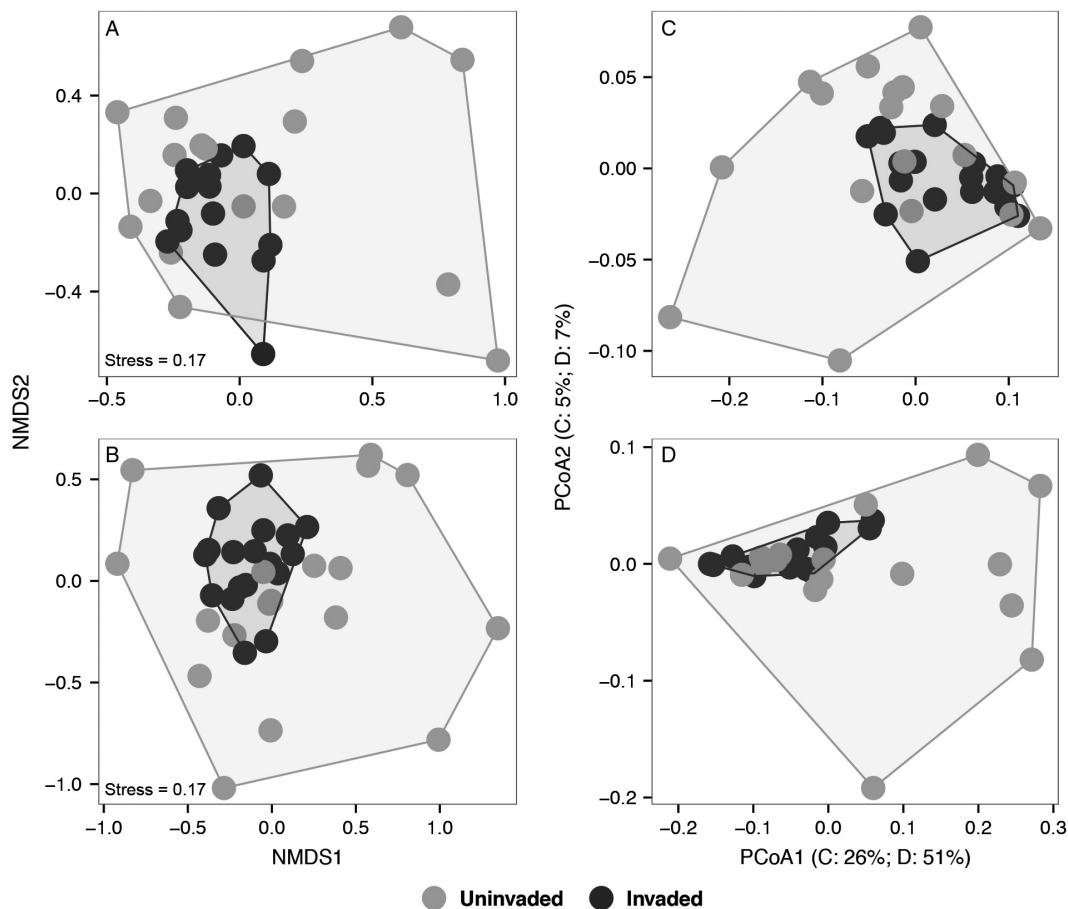 A
0.4
0.0
−0.4
Stress = 0.17
−0.5
0.0
0.5
1.0
C
0.05
0.00
−0.05
−0.10
−0.2
−0.1
0.0
0.1
NMDS2
PCoA2 (C: 5%; D: 7%)
B
0.5
0.0
−0.5
−1.0
Stress = 0.17
−1.0
−0.5
0.0
0.5
1.0
NMDS1
D
0.1
0.0
−0.1
−0.2
−0.2
−0.1
0.0
0.1
0.2
0.3
PCoA1 (C: 26%; D: 51%)
Uninvaded
Invaded